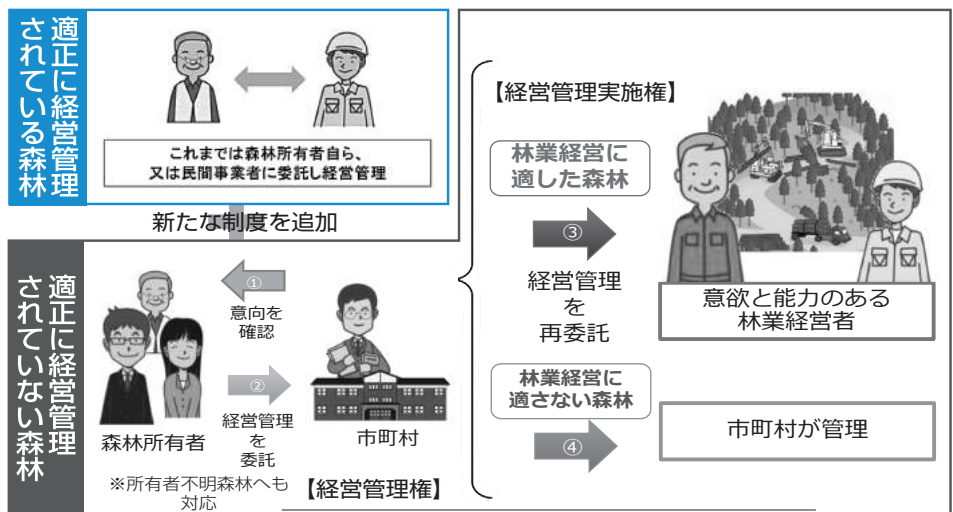 適正に経営管理
されている森林
これまでは森林所有者自ら、
又は民間事業者に委託し経営管理
新たな制度を追加
適正に経営管理
されていない森林
①
意向を
確認
②
経営管理
を
委託
森林所有者
市町村
※所有者不明森林へも
対応
【経営管理権】
【経営管理実施権】
林業経営に
適した森林
③
経営管理
を
再委託
意欲と能力のある
林業経営者
林業経営に
適さない森林
④
市町村が管理